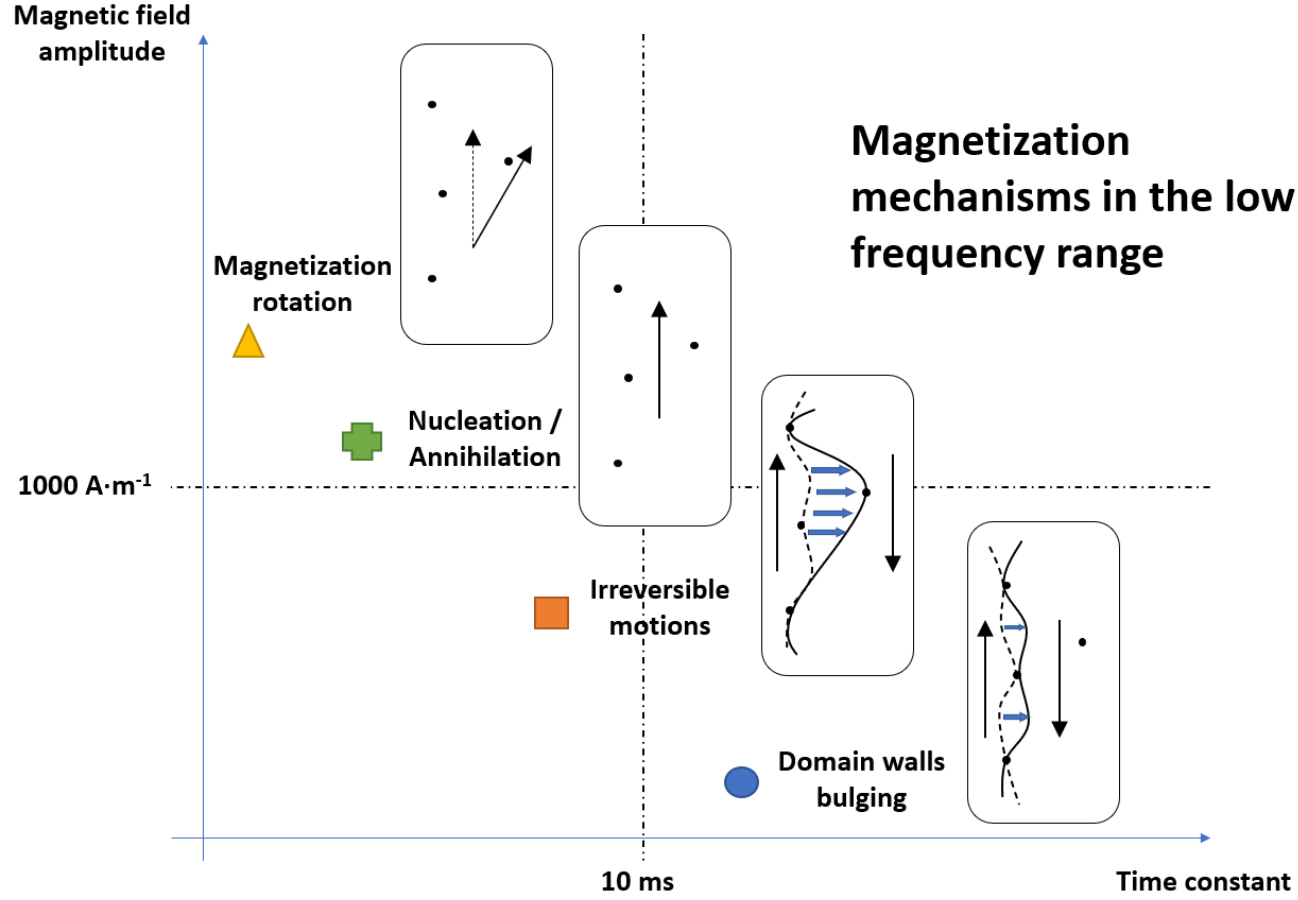 Magnetic field
amplitude
Magnetization
mechanisms in the low
frequency range
Magnetization
rotation
Nucleation /
Annihilation
1000 A·m⁻¹
Irreversible
motions
Domain walls
bulging
10 ms
Time constant